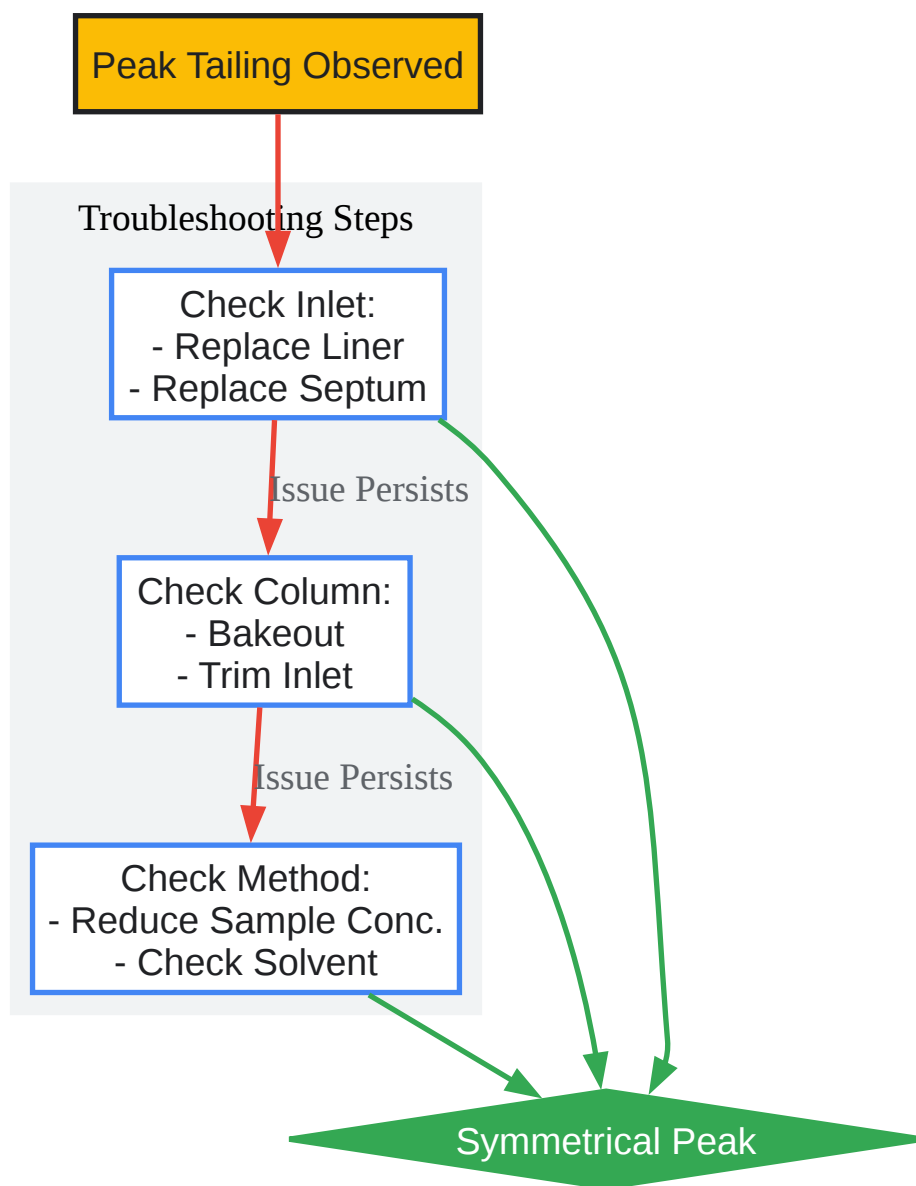 Peak Tailing Observed
Troubleshooting Steps
Check Inlet:
- Replace Liner
- Replace Septum
Issue Persists
Check Column:
- Bakeout
- Trim Inlet
Issue Persists
Check Method:
- Reduce Sample Conc.
- Check Solvent
Symmetrical Peak